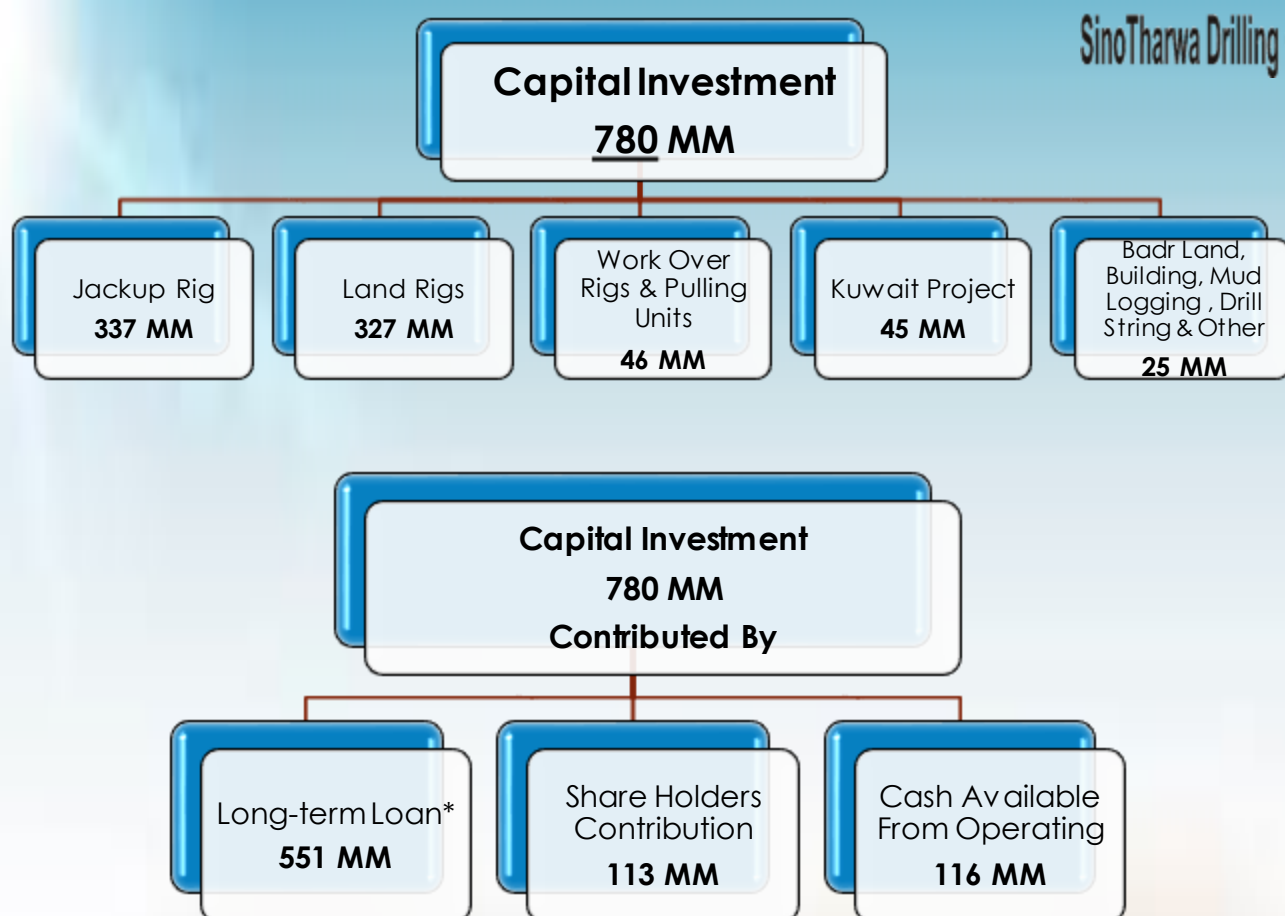 SinoTharwa Drilling
Capital Investment
780 MM
Jackup Rig
337 MM
Land Rigs
327 MM
Work Over
Rigs & Pulling
Units
46 MM
Kuwait Project
45 MM
Badr Land,
Building, Mud
Logging , Drill
String & Other
25 MM
Capital Investment
780 MM
Contributed By
Long-term Loan*
551 MM
Share Holders
Contribution
113 MM
Cash Available
From Operating
116 MM